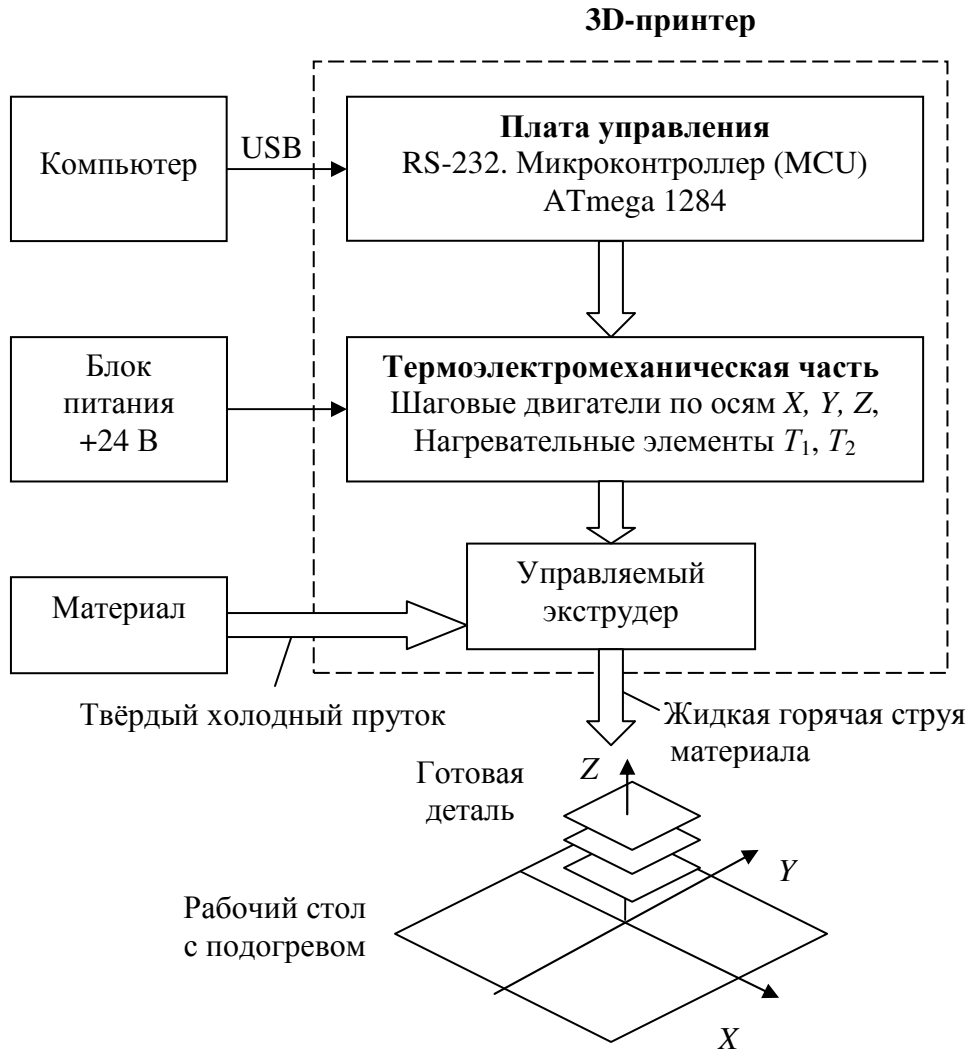 3D-принтер
Компьютер
USB
Плата управления
RS-232. Микроконтроллер (MCU)
ATmega 1284
Блок
питания
+24 В
Термоэлектромеханическая часть
Шаговые двигатели по осям X, Y, Z,
Нагревательные элементы T1, T2
Материал
Управляемый
экструдер
Твёрдый холодный пруток
Жидкая горячая струя
материала
Готовая
деталь
Z
Y
Рабочий стол
с подогревом
X